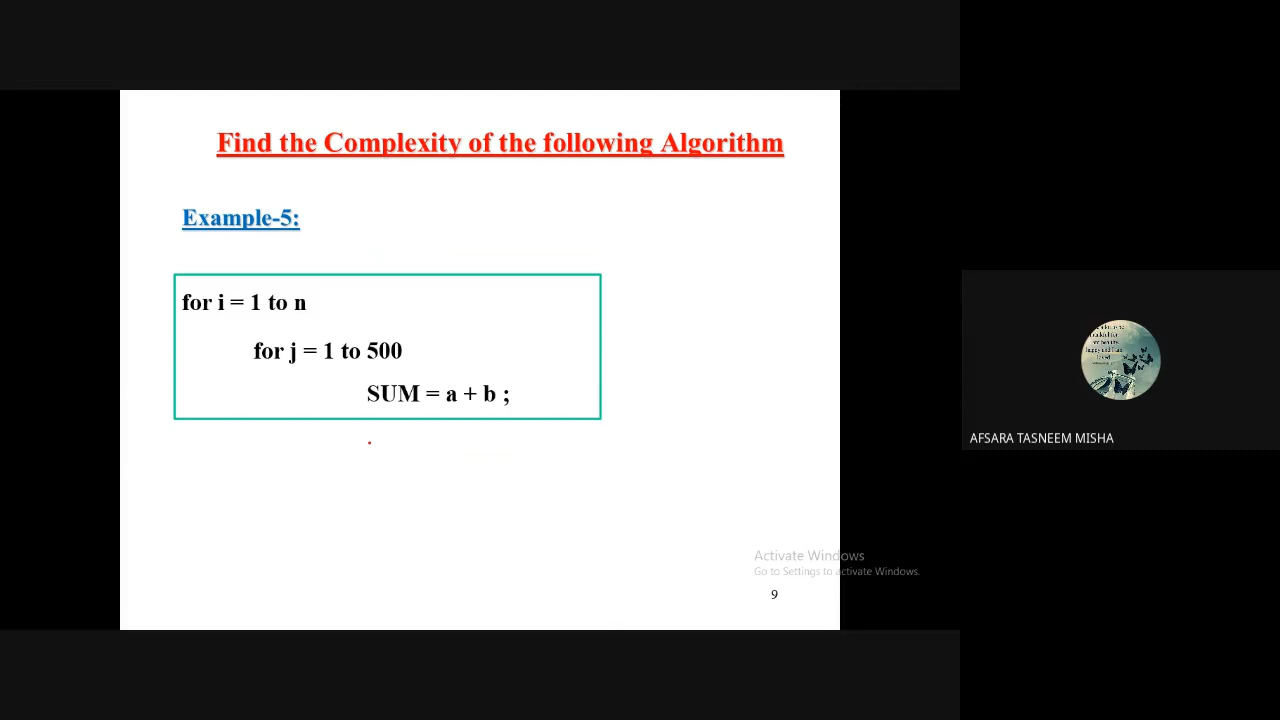 Find the Complexity of the following Algorithm
Example-5:
for i = 1 to n
for j = 1 to 500
SUM = a + b ;
AFSARA TASNEEM MISHA
Activate Windows
Go to Settings to activate Windows.
9